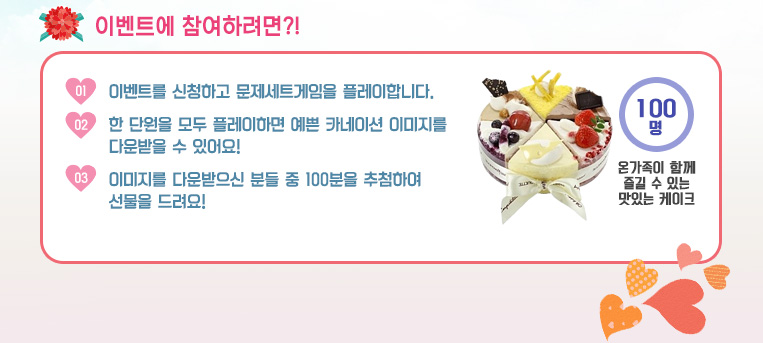 이벤트에 참여하려면?!
01 이벤트를 신청하고 문제세트게임을 플레이합니다.
02 한 단원을 모두 플레이하면 예쁜 카네이션 이미지를
다운받을 수 있어요!
03 이미지를 다운받으신 분들 중 100분을 추첨하여
선물을 드려요!
100
명
온가족이 함께
즐길 수 있는
맛있는 케이크